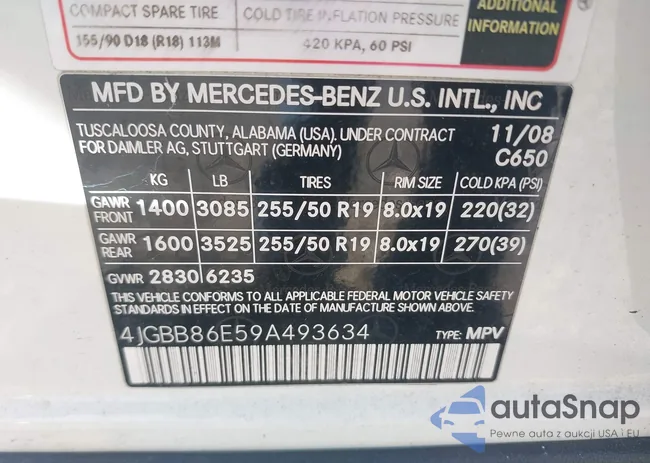 COMPACT SPARE TIRE COLD TIRE INFLATION PRESSURE
155/90 D18 (R18) 113M 420 KPA, 60 PSI
ADDITIONAL
INFORMATION
MFD BY MERCEDES-BENZ U.S. INTL., INC
TUSCALOOSA COUNTY, ALABAMA (USA). UNDER CONTRACT 11/08
FOR DAIMLER AG, STUTTGART (GERMANY) C650
KG LB TIRES RIM SIZE COLD KPA (PSI)
GAWR FRONT 1400 3085 255/50 R19 8.0x19 220(32)
GAWR REAR 1600 3525 255/50 R19 8.0x19 270(39)
GVWR 2830 6235
THIS VEHICLE CONFORMS TO ALL APPLICABLE FEDERAL MOTOR VEHICLE SAFETY
STANDARDS IN EFFECT ON THE DATE OF MANUFACTURE SHOWN ABOVE.
4JGBB86E59A493634 TYPE: MPV
autaSnap
Pewne auta z aukcji USA i EU